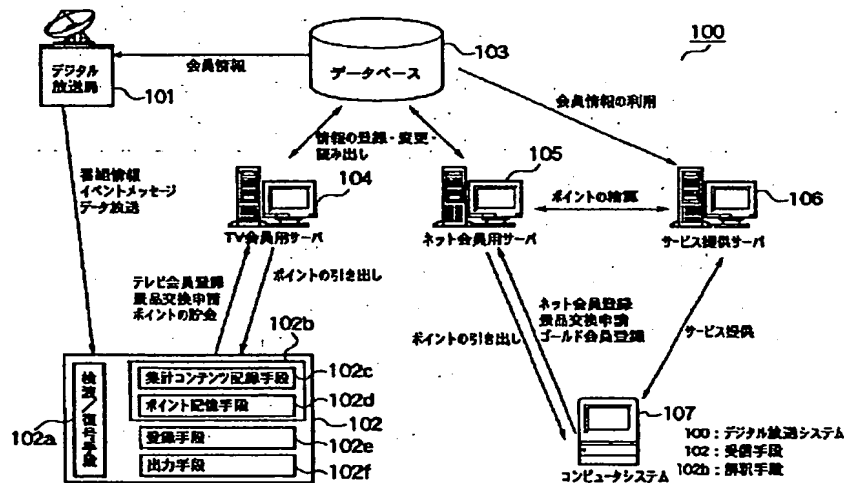 100
103
データベース
会員情報
デジタル
放送局
101
会員情報の利用
情報の登録・変更・
読み出し
104
105
106
番組情報
イベントメッセージ
データ放送
ポイントの精算
TV会員用サーバ
ネット会員用サーバ
サービス提供サーバ
テレビ会員登録
景品交換申請
ポイントの貯金
ポイントの引き出し
ポイントの引き出し
ネット会員登録
景品交換申請
ゴールド会員登録
サービス提供
102b
102a
検波/復号手段
集計コンテンツ記録手段
102c
ポイント記憶手段
102d
102
登録手段
102e
出力手段
102f
107
コンピュータシステム
100:デジタル放送システム
102:受信手段
102b:解釈手段